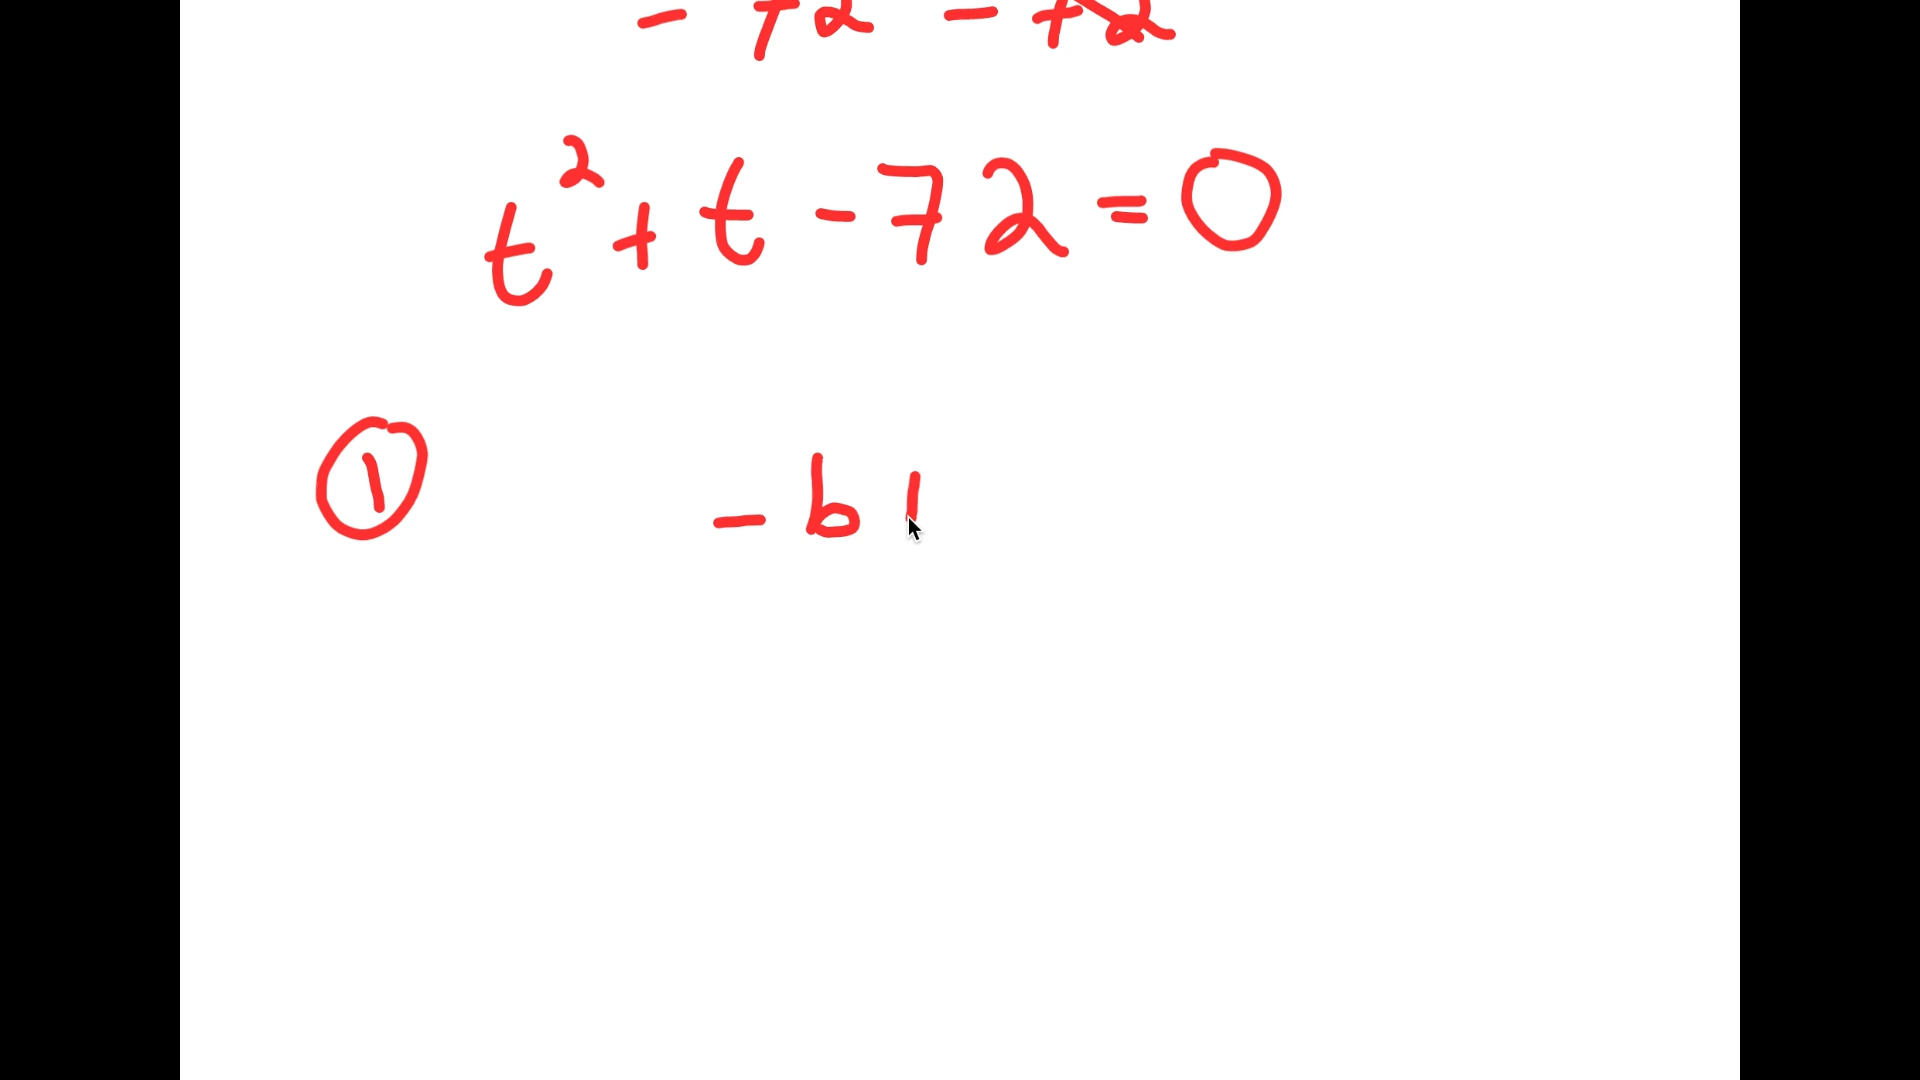 - 72 - 72
t² + t - 72 = 0
① - b